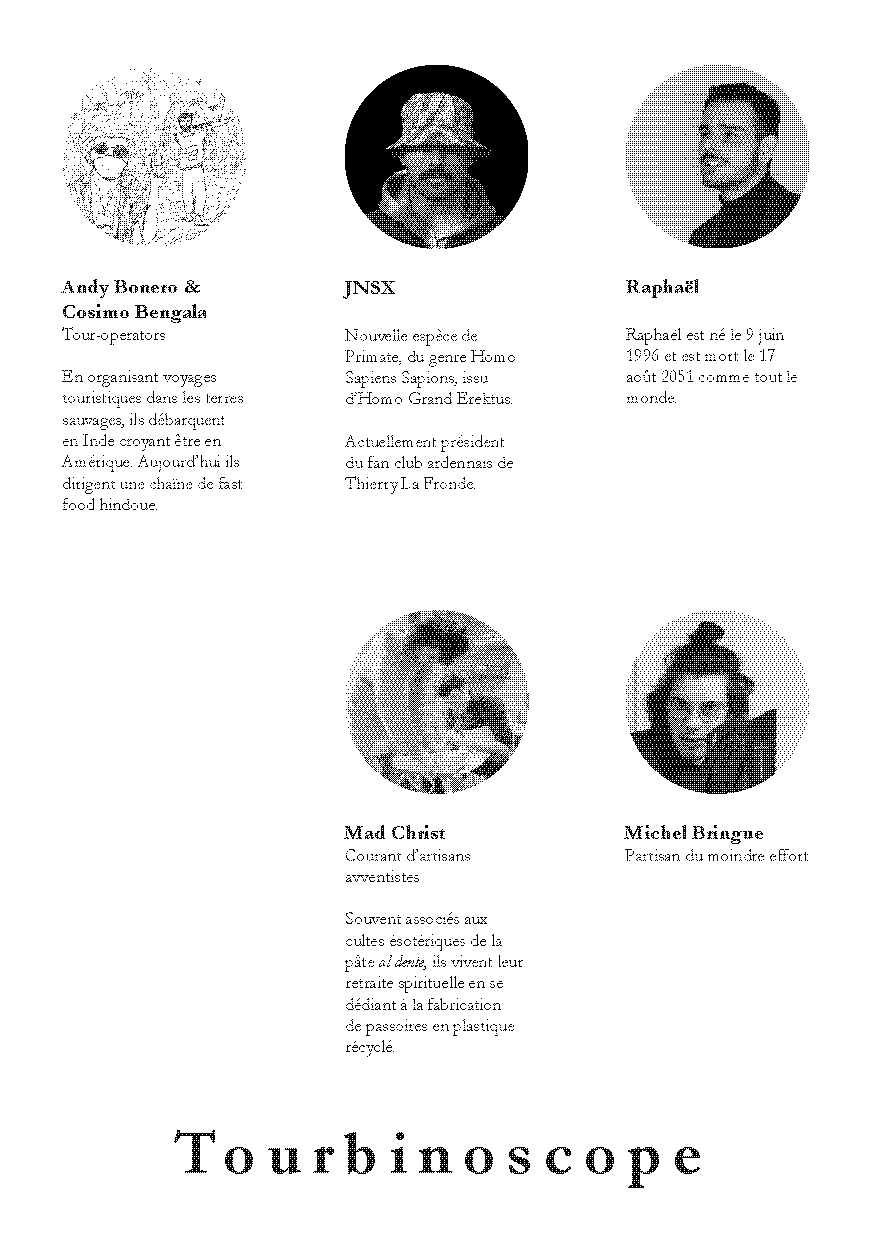 Andy Bonero &
Cosimo Bengala
Tour-operators
En organisant voyages
touristiques dans les terres
sauvages, ils débarquent
en Inde croyant être en
Amérique. Aujourd'hui ils
dirigent une chaîne de fast
food hindoue.
JNSX
Nouvelle espèce de
Primate, du genre Homo
Sapiens Sapions, issu
d'Homo Grand Erektus.
Actuellement président
du fan club ardennais de
Thierry La Fronde.
Raphaël
Raphaël est né le 9 juin
1996 et est mort le 17
août 2051 comme tout le
monde.
Mad Christ
Courant d'artisans
avventistes
Souvent associés aux
cultes ésotériques de la
pâte al dente, ils vivent leur
retraite spirituelle en se
dédiant à la fabrication
de passoires en plastique
récyclé.
Michel Bringue
Partisan du moindre effort
Tourbinoscope